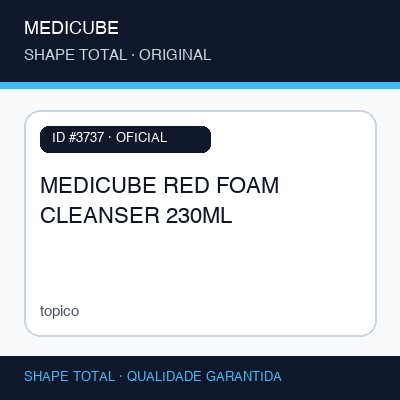 MEDICUBE
SHAPE TOTAL · ORIGINAL
ID #3737 · OFICIAL
MEDICUBE RED FOAM
CLEANSER 230ML
topico
SHAPE TOTAL · QUALIDADE GARANTIDA